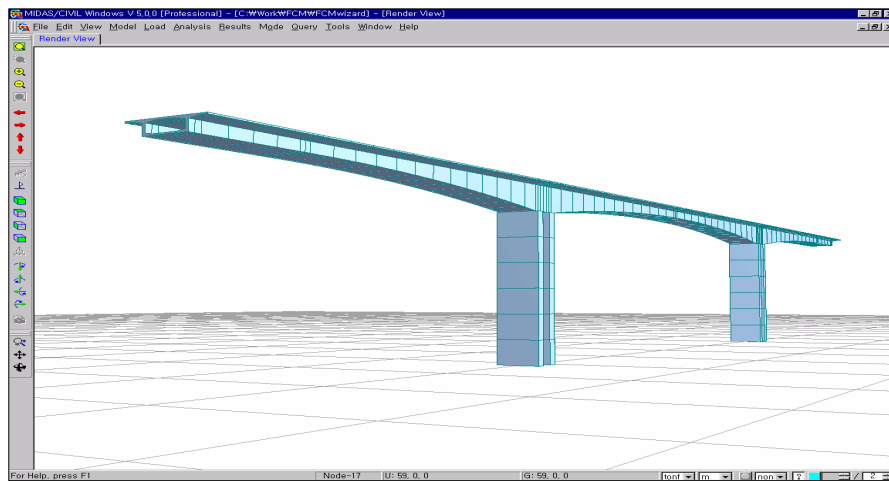 MIDAS/CIVIL Windows V 5,0,0 [Professional] - [C:₩Work₩FCM₩FCMwizard] - [Render View]
File Edit View Model Load Analysis Results Mode Query Tools Window Help
Render View
For Help, press F1 Node-17 U: 59, 0, 0 G: 59, 0, 0 tonf m non ? / 2